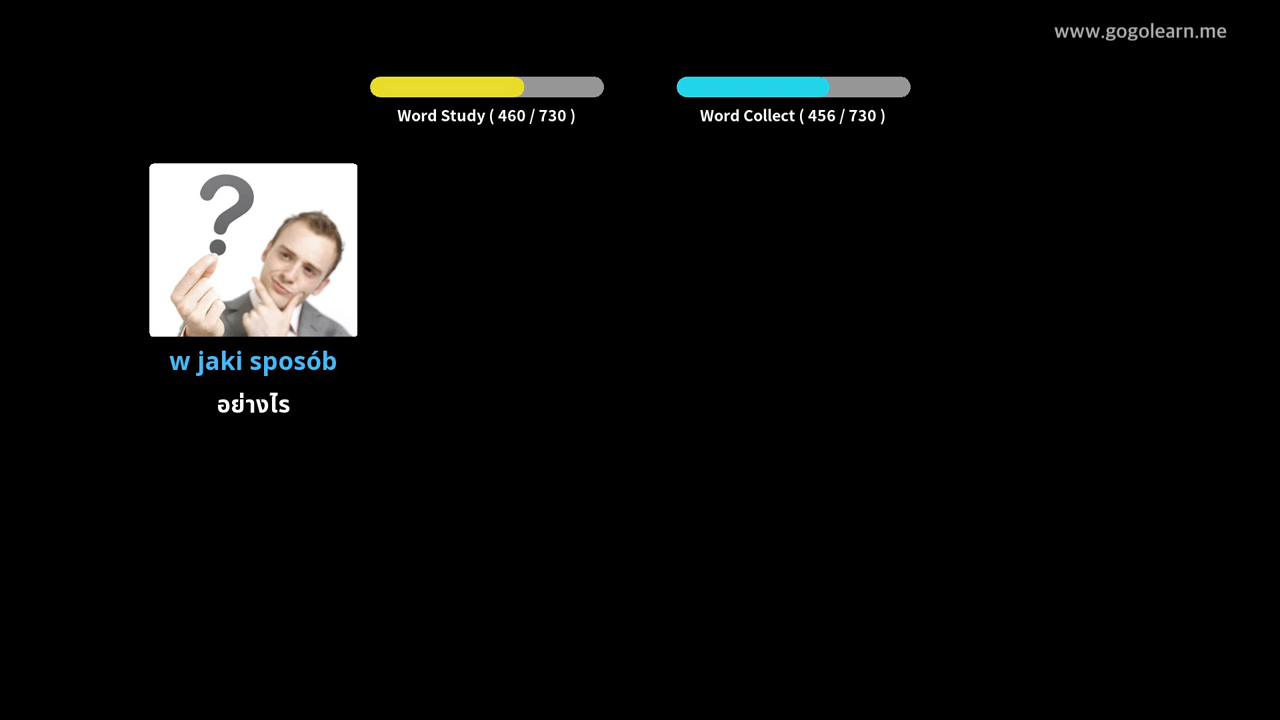 www.gogolearn.me
Word Study ( 460 / 730 )
Word Collect ( 456 / 730 )
?
w jaki sposób
อย่างไร